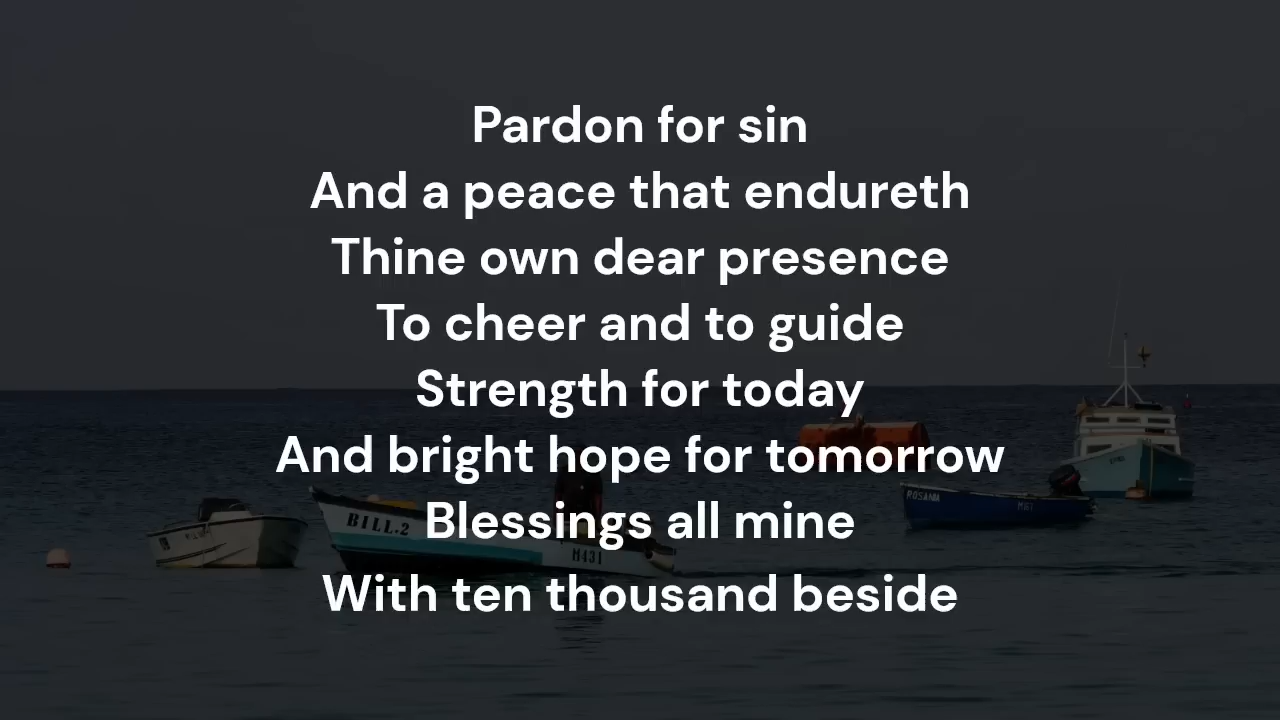 Pardon for sin
And a peace that endureth
Thine own dear presence
To cheer and to guide
Strength for today
And bright hope for tomorrow
Blessings all mine
With ten thousand beside
BILL.2
M431
ROSANA